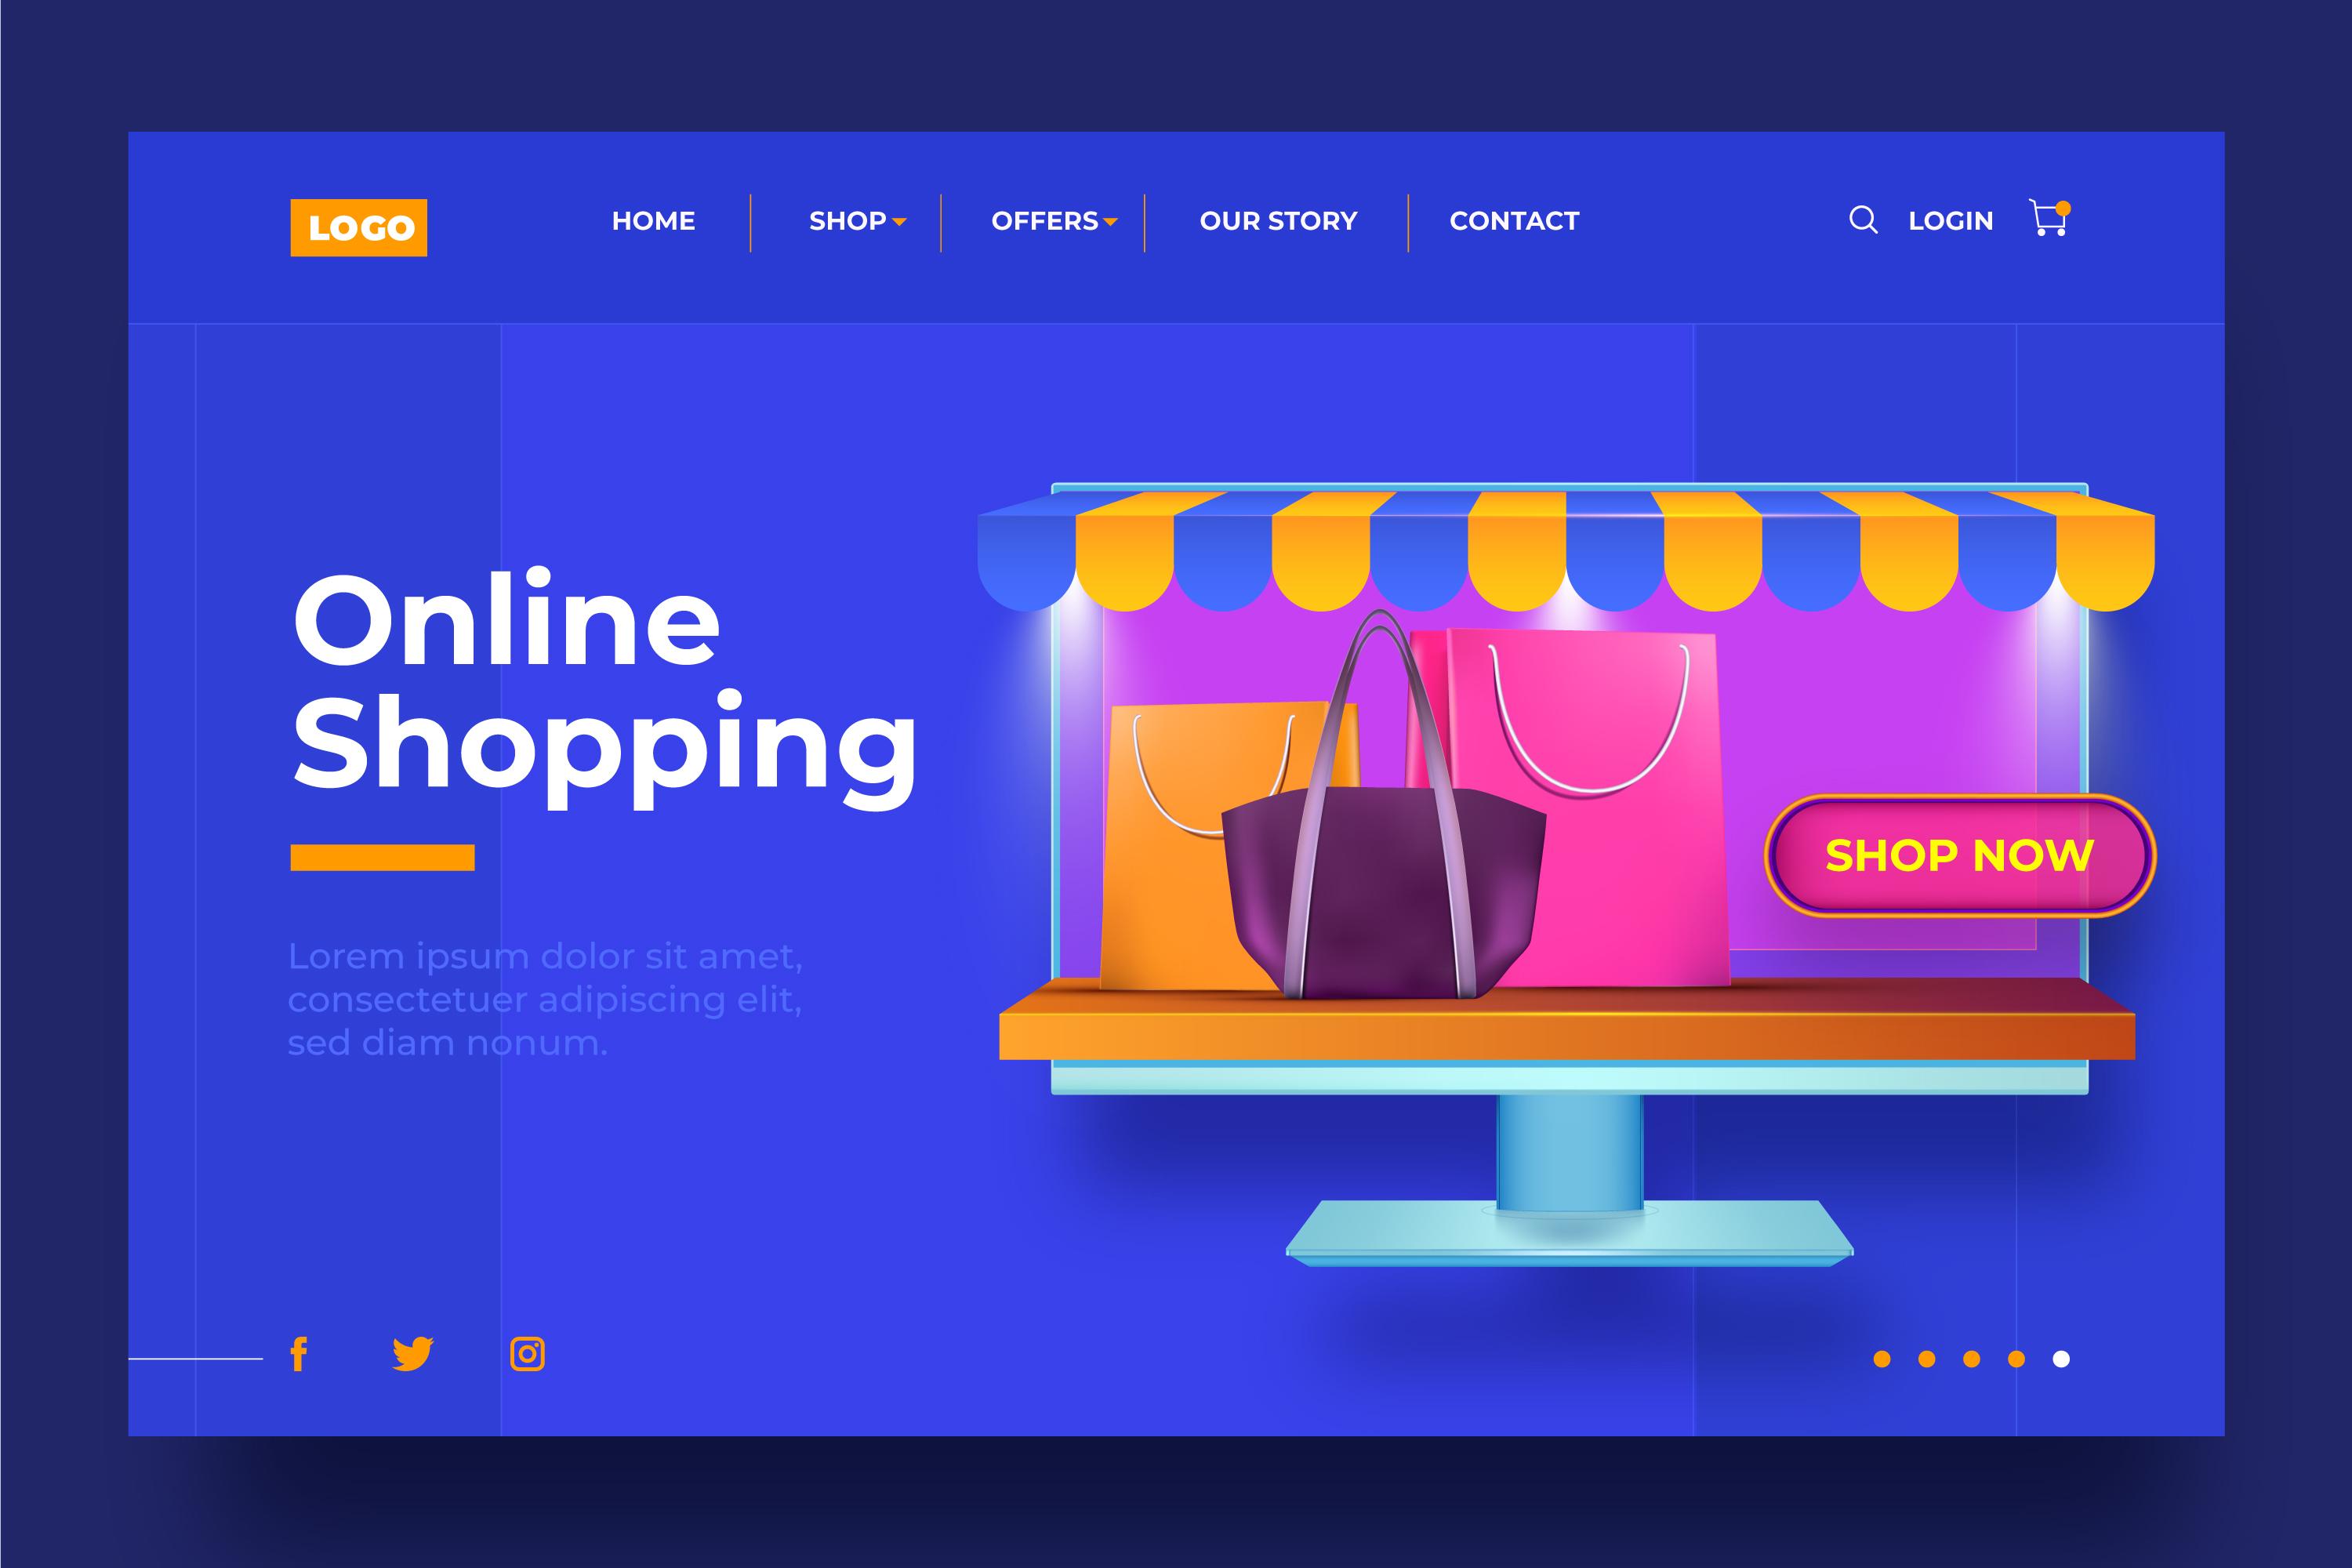 LOGO
HOME
SHOP
OFFERS
OUR STORY
CONTACT
LOGIN
Online
Shopping
Lorem ipsum dolor sit amet,
consectetuer adipiscing elit,
sed diam nonum.
SHOP NOW